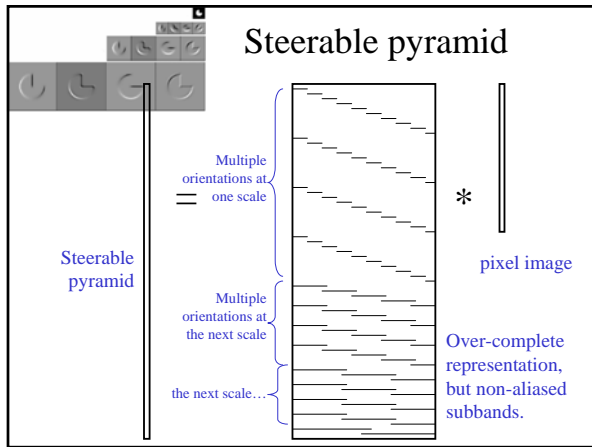 Steerable pyramid
Multiple
orientations at
one scale
=
*
Steerable
pyramid
pixel image
Multiple
orientations at
the next scale
the next scale…
Over-complete
representation,
but non-aliased
subbands.